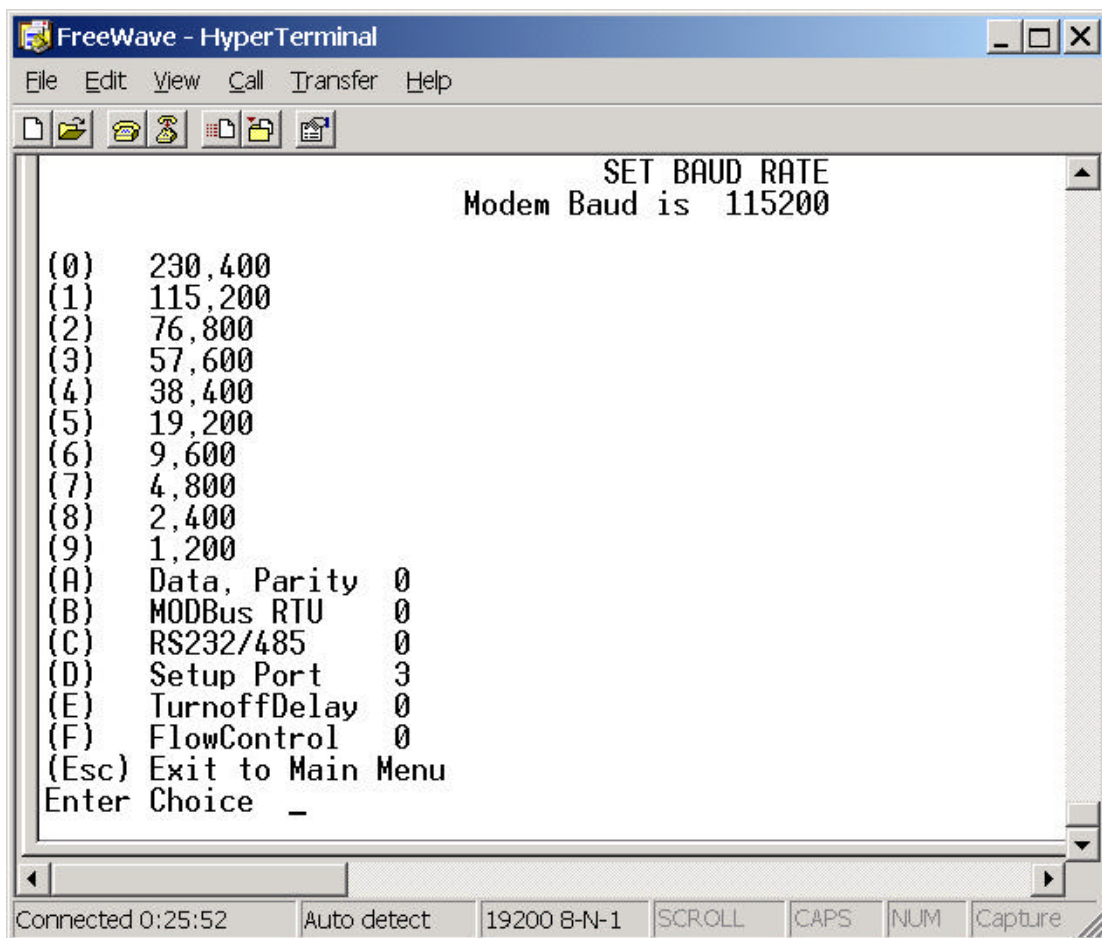 FreeWave - HyperTerminal
File Edit View Call Transfer Help
SET BAUD RATE
Modem Baud is 115200
(0) 230,400
(1) 115,200
(2) 76,800
(3) 57,600
(4) 38,400
(5) 19,200
(6) 9,600
(7) 4,800
(8) 2,400
(9) 1,200
(A) Data, Parity 0
(B) MODBus RTU 0
(C) RS232/485 0
(D) Setup Port 3
(E) TurnoffDelay 0
(F) FlowControl 0
(Esc) Exit to Main Menu
Enter Choice _
Connected 0:25:52 Auto detect 19200 8-N-1 SCROLL CAPS NUM Capture